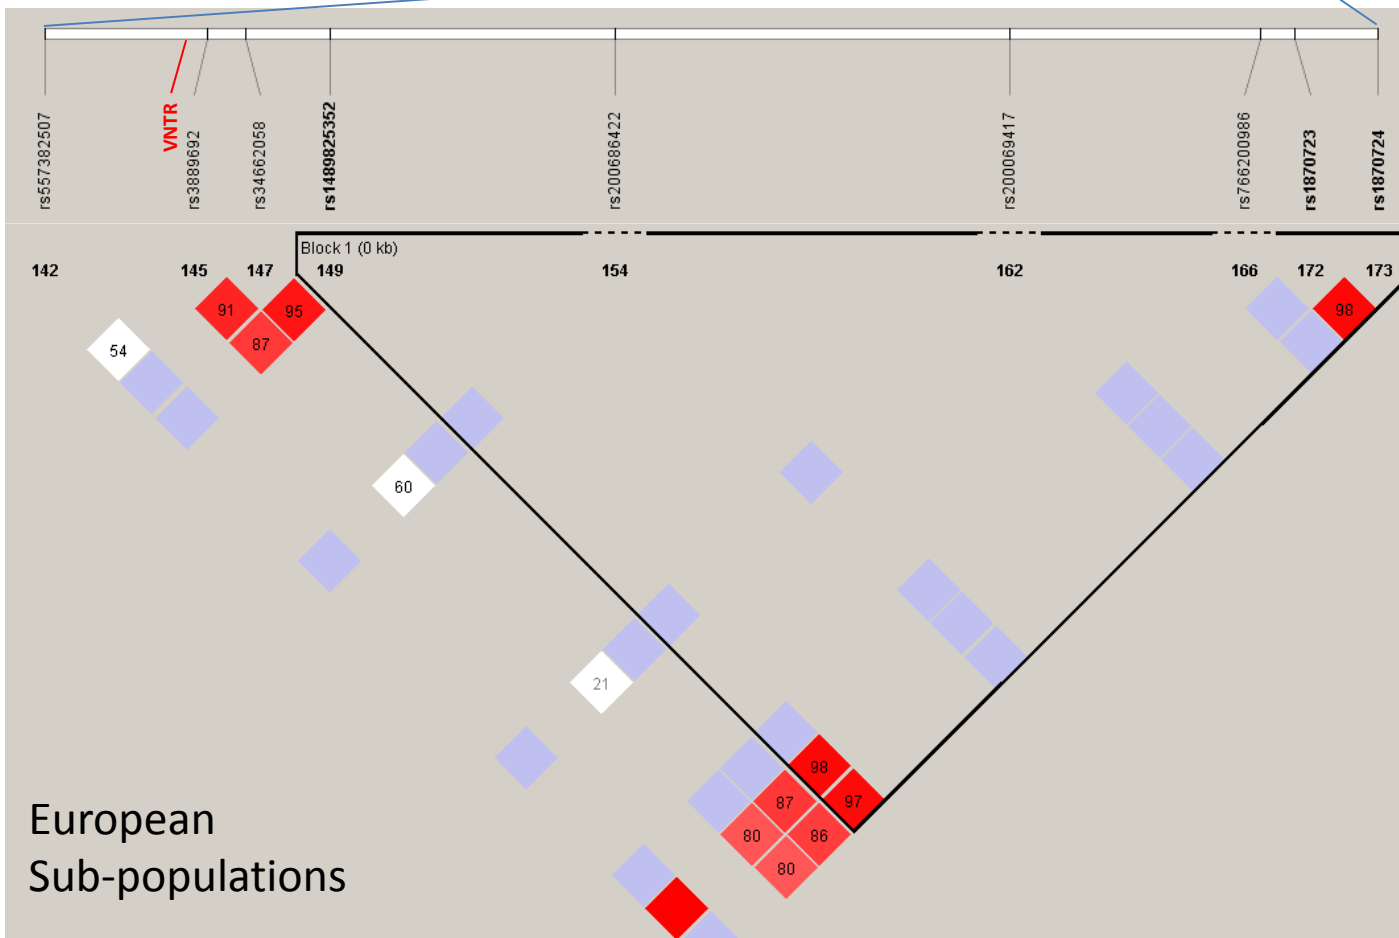 rs557382507
VNTR
rs3889692
rs34662058
rs1489825352
rs200686422
rs200069417
rs766200986
rs1870723
rs1870724
Block 1 (0 kb)
142 145 147 149 154 162 166 172 173
91 95 98
87
54
60
21
98
87 97
80 86
80
European
Sub-populations